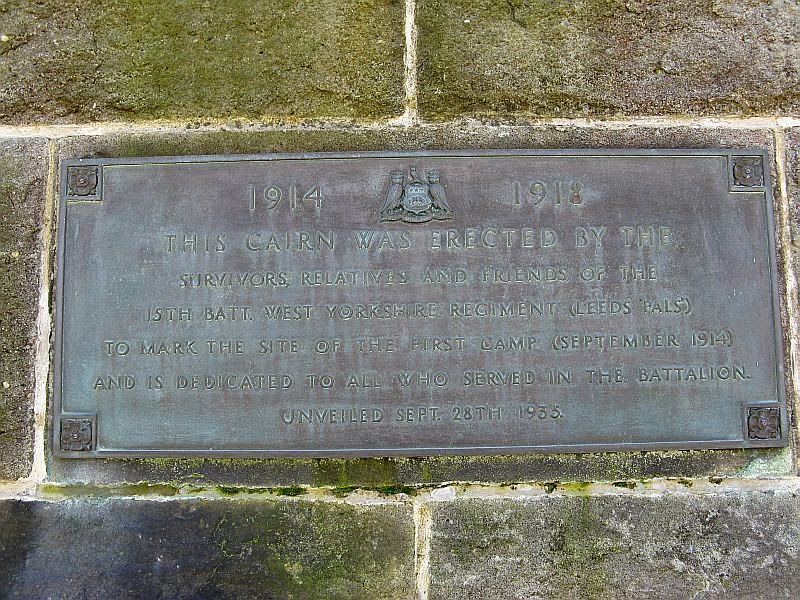 1914 1918
THIS CAIRN WAS ERECTED BY THE
SURVIVORS, RELATIVES AND FRIENDS OF THE
15TH BATT. WEST YORKSHIRE REGIMENT (LEEDS 'PALS')
TO MARK THE SITE OF THE FIRST CAMP (SEPTEMBER 1914)
AND IS DEDICATED TO ALL WHO SERVED IN THE BATTALION.
UNVEILED SEPT. 28TH 1935.